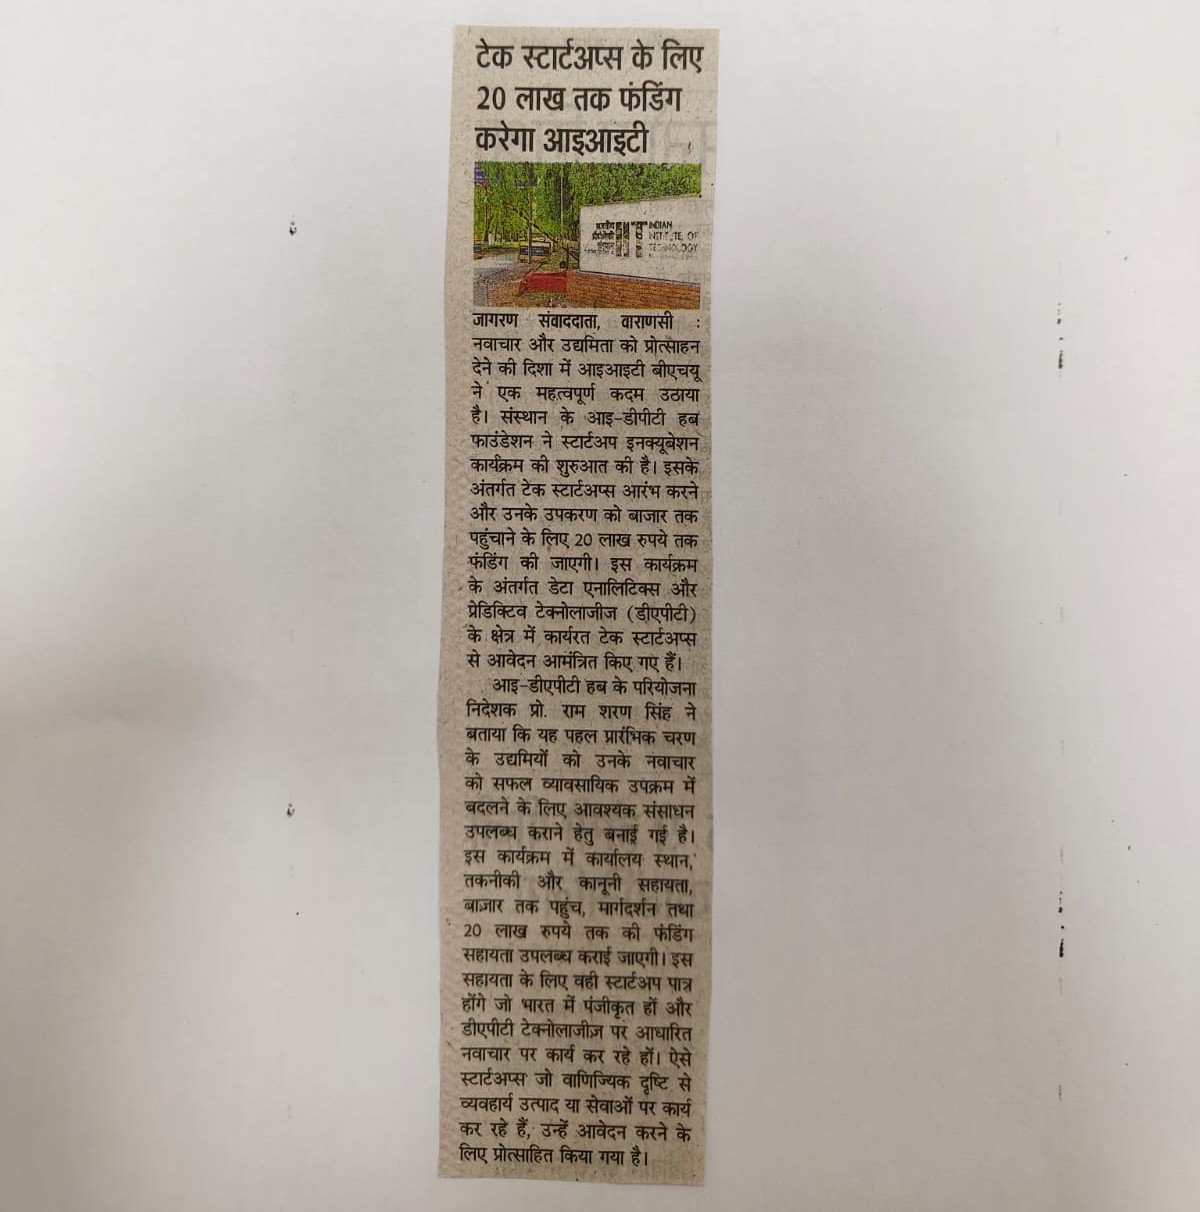 टेक स्टार्टअप्स के लिए
20 लाख तक फंडिंग
करेगा आइआइटी
INDIAN
INSTITUTE OF
TECHNOLOGY
जागरण संवाददाता, वाराणसी :
नवाचार और उद्यमिता को प्रोत्साहन
देने की दिशा में आइआइटी बीएचयू
ने एक महत्वपूर्ण कदम उठाया
है। संस्थान के आइ-डीपीटी हब
फाउंडेशन ने स्टार्टअप इनक्यूबेशन
कार्यक्रम की शुरुआत की है। इसके
अंतर्गत टेक स्टार्टअप्स आरंभ करने
और उनके उपकरण को बाजार तक
पहुंचाने के लिए 20 लाख रुपये तक
फंडिंग की जाएगी। इस कार्यक्रम
के अंतर्गत डेटा एनालिटिक्स और
प्रेडिक्टिव टेक्नोलाजीज (डीएपीटी)
के क्षेत्र में कार्यरत टेक स्टार्टअप्स
से आवेदन आमंत्रित किए गए हैं।
आइ-डीएपीटी हब के परियोजना
निदेशक प्रो. राम शरण सिंह ने
बताया कि यह पहल प्रारंभिक चरण
के उद्यमियों को उनके नवाचार
को सफल व्यावसायिक उपक्रम में
बदलने के लिए आवश्यक संसाधन
उपलब्ध कराने हेतु बनाई गई है।
इस कार्यक्रम में कार्यालय स्थान,
तकनीकी और कानूनी सहायता,
बाज़ार तक पहुंच, मार्गदर्शन तथा
20 लाख रुपये तक की फंडिंग
सहायता उपलब्ध कराई जाएगी। इस
सहायता के लिए वही स्टार्टअप पात्र
होंगे जो भारत में पंजीकृत हों और
डीएपीटी टेक्नोलाजीज़ पर आधारित
नवाचार पर कार्य कर रहे हों। ऐसे
स्टार्टअप्स जो वाणिज्यिक दृष्टि से
व्यवहार्य उत्पाद या सेवाओं पर कार्य
कर रहे हैं, उन्हें आवेदन करने के
लिए प्रोत्साहित किया गया है।